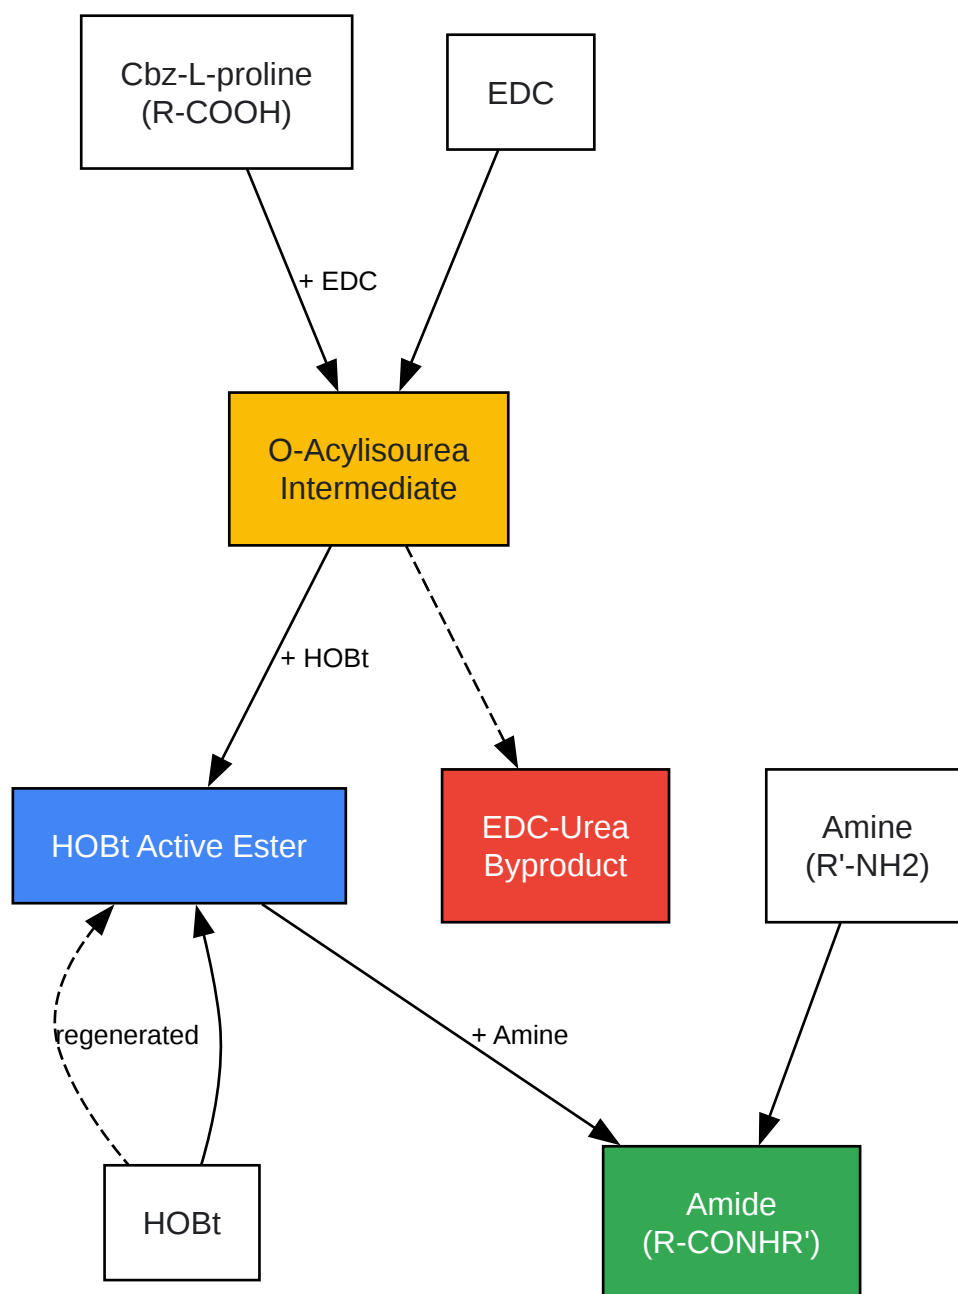 Cbz-L-proline
(R-COOH)
EDC
+ EDC
O-Acylisourea
Intermediate
+ HOBt
HOBt Active Ester
EDC-Urea
Byproduct
Amine
(R'-NH2)
regenerated
+ Amine
HOBt
Amide
(R-CONHR')